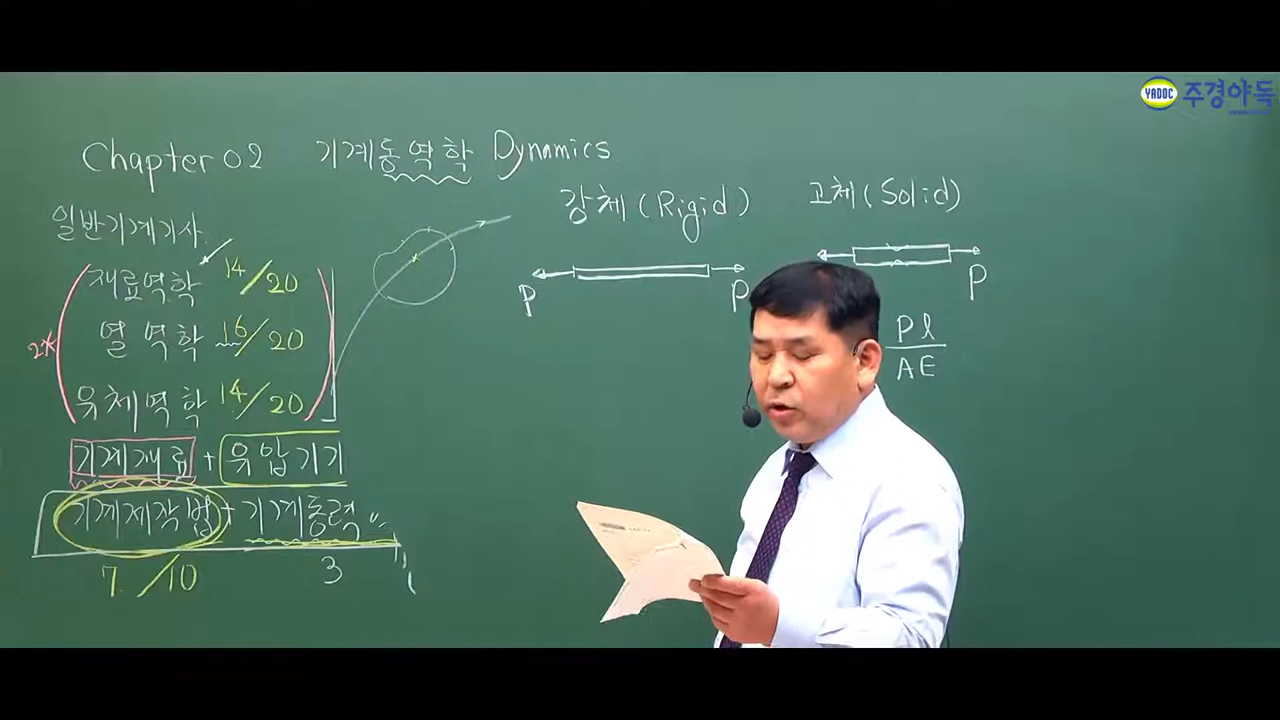 YADOC 주경야독
Chapter 02 기계동역학 Dynamics
강체 (Rigid) 고체 (Solid)
일반기계기사
재료역학 14/20
열역학 16/20
유체역학 14/20
2*
기계재료 + 유압기기
기계제작법 + 기계동력
7 /10 3
P P P
Pl
AE